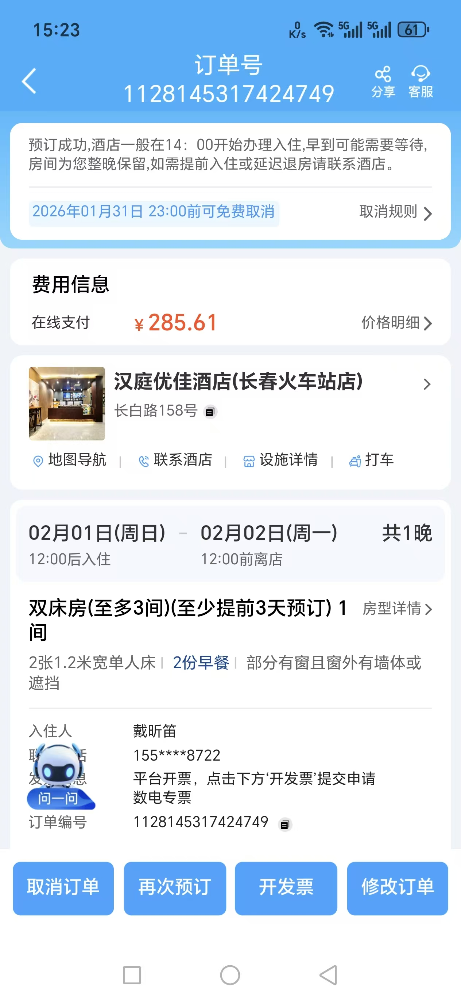 15:23
0
K/s
5G
5G
61
订单号
1128145317424749
分享
客服
预订成功,酒店一般在14：00开始办理入住,早到可能需要等待,
房间为您整晚保留,如需提前入住或延迟退房请联系酒店。
2026年01月31日 23:00前可免费取消
取消规则
费用信息
在线支付
¥285.61
价格明细
汉庭优佳酒店(长春火车站店)
长白路158号
地图导航
联系酒店
设施详情
打车
02月01日(周日) - 02月02日(周一)
共1晚
12:00后入住
12:00前离店
双床房(至多3间)(至少提前3天预订) 1
间
房型详情
2张1.2米宽单人床 | 2份早餐 | 部分有窗且窗外有墙体或
遮挡
入住人
戴昕笛
155****8722
平台开票，点击下方‘开发票’提交申请
数电专票
问一问
订单编号
1128145317424749
取消订单
再次预订
开发票
修改订单